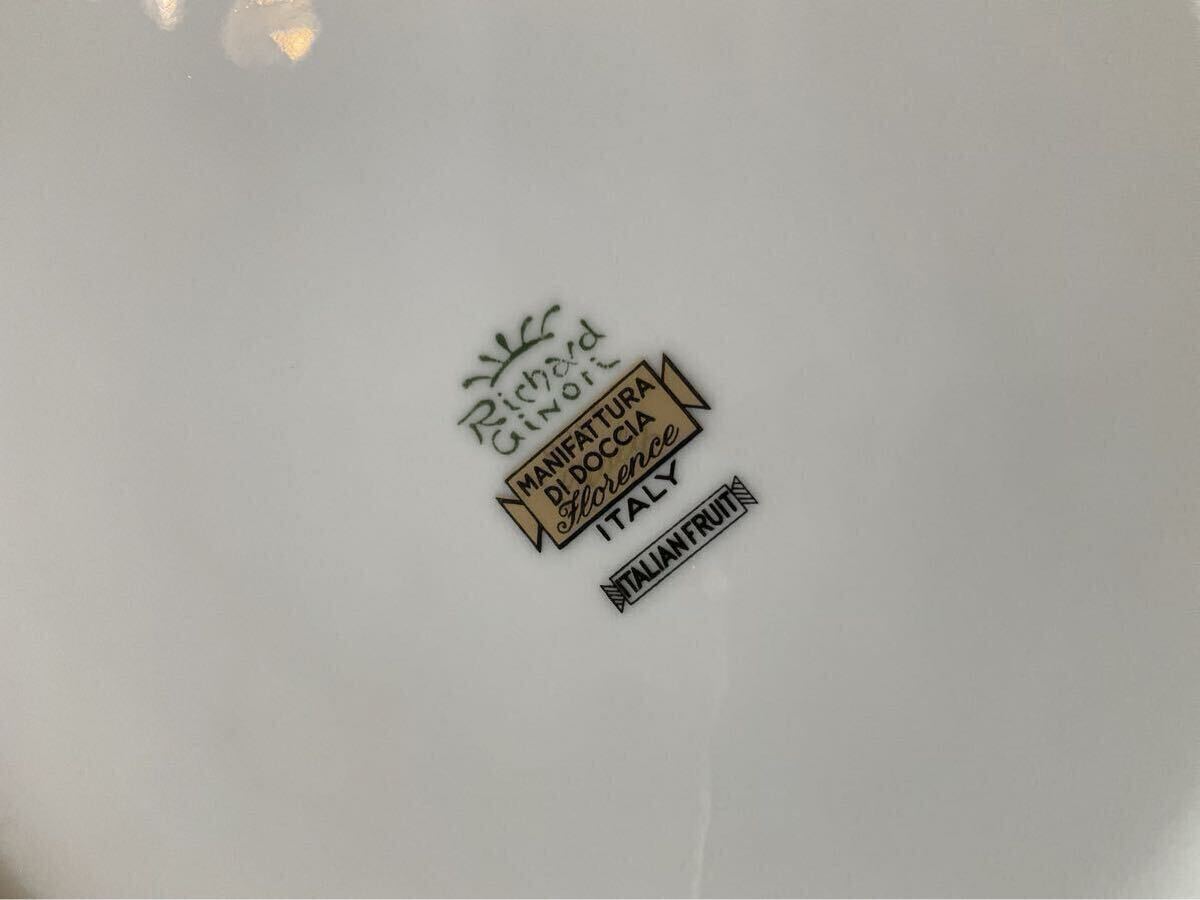 Richard
GiNORi
MANIFATTURA
DI DOCCIA
Florence
ITALY
ITALIAN FRUIT